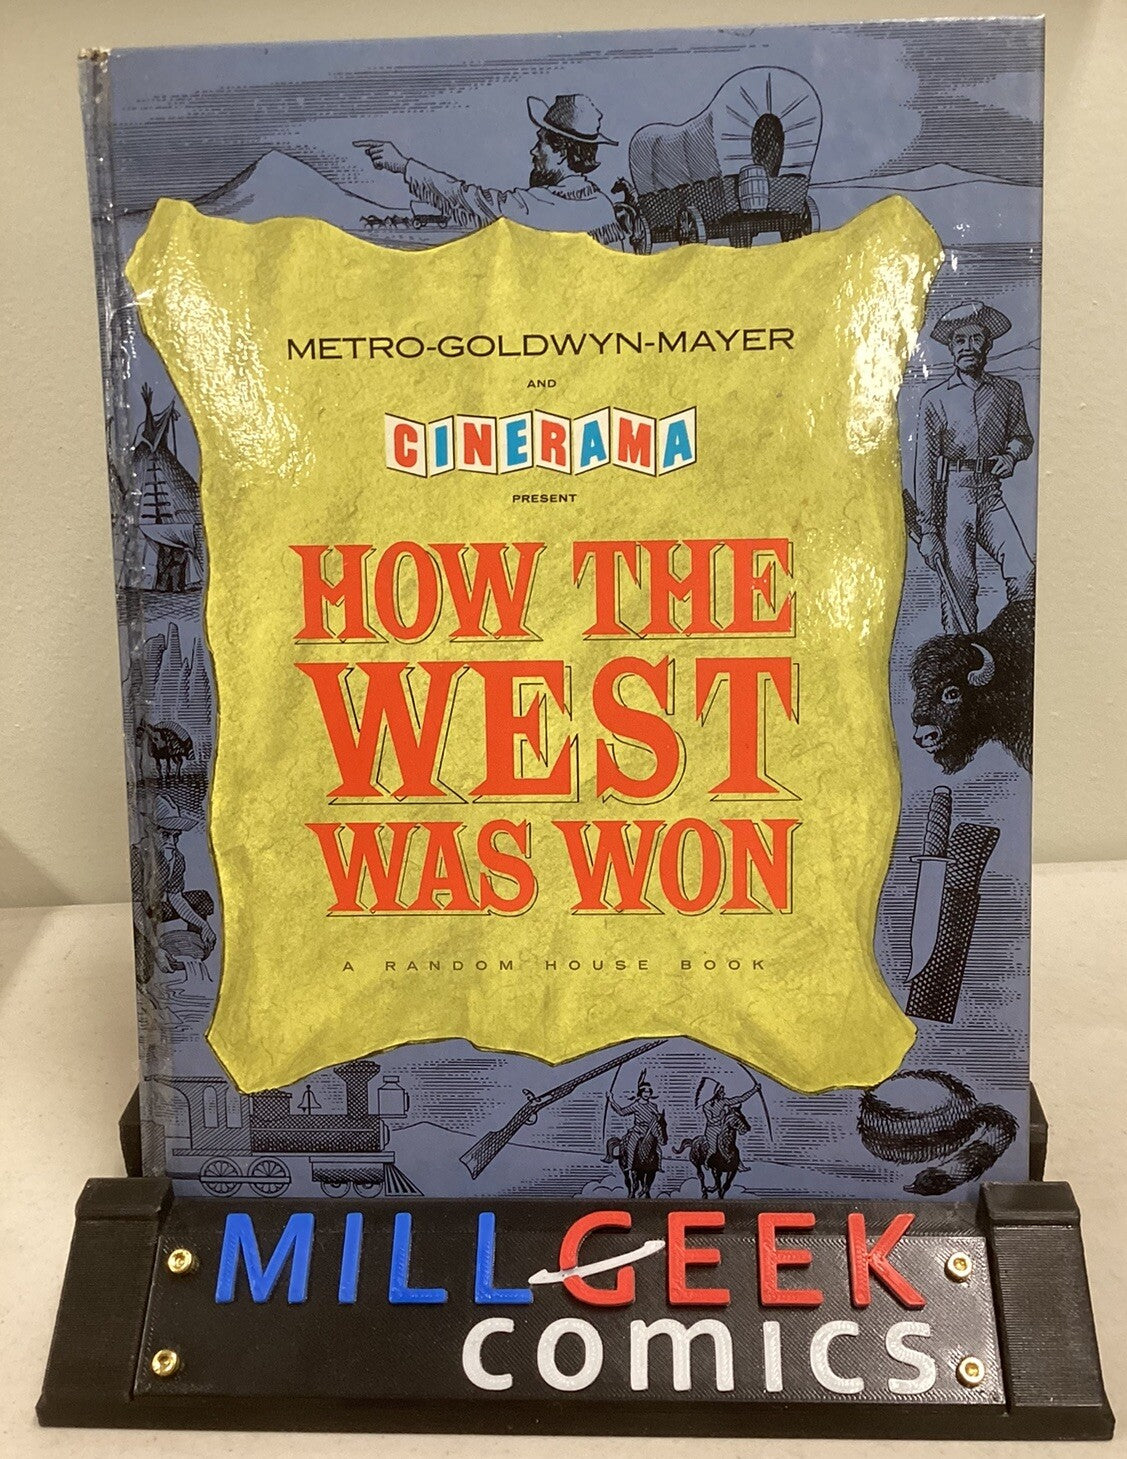 METRO-GOLDWYN-MAYER
AND
CINERAMA
PRESENT
HOW THE
WEST
WAS WON
A RANDOM HOUSE BOOK
MILLGEEK
comics